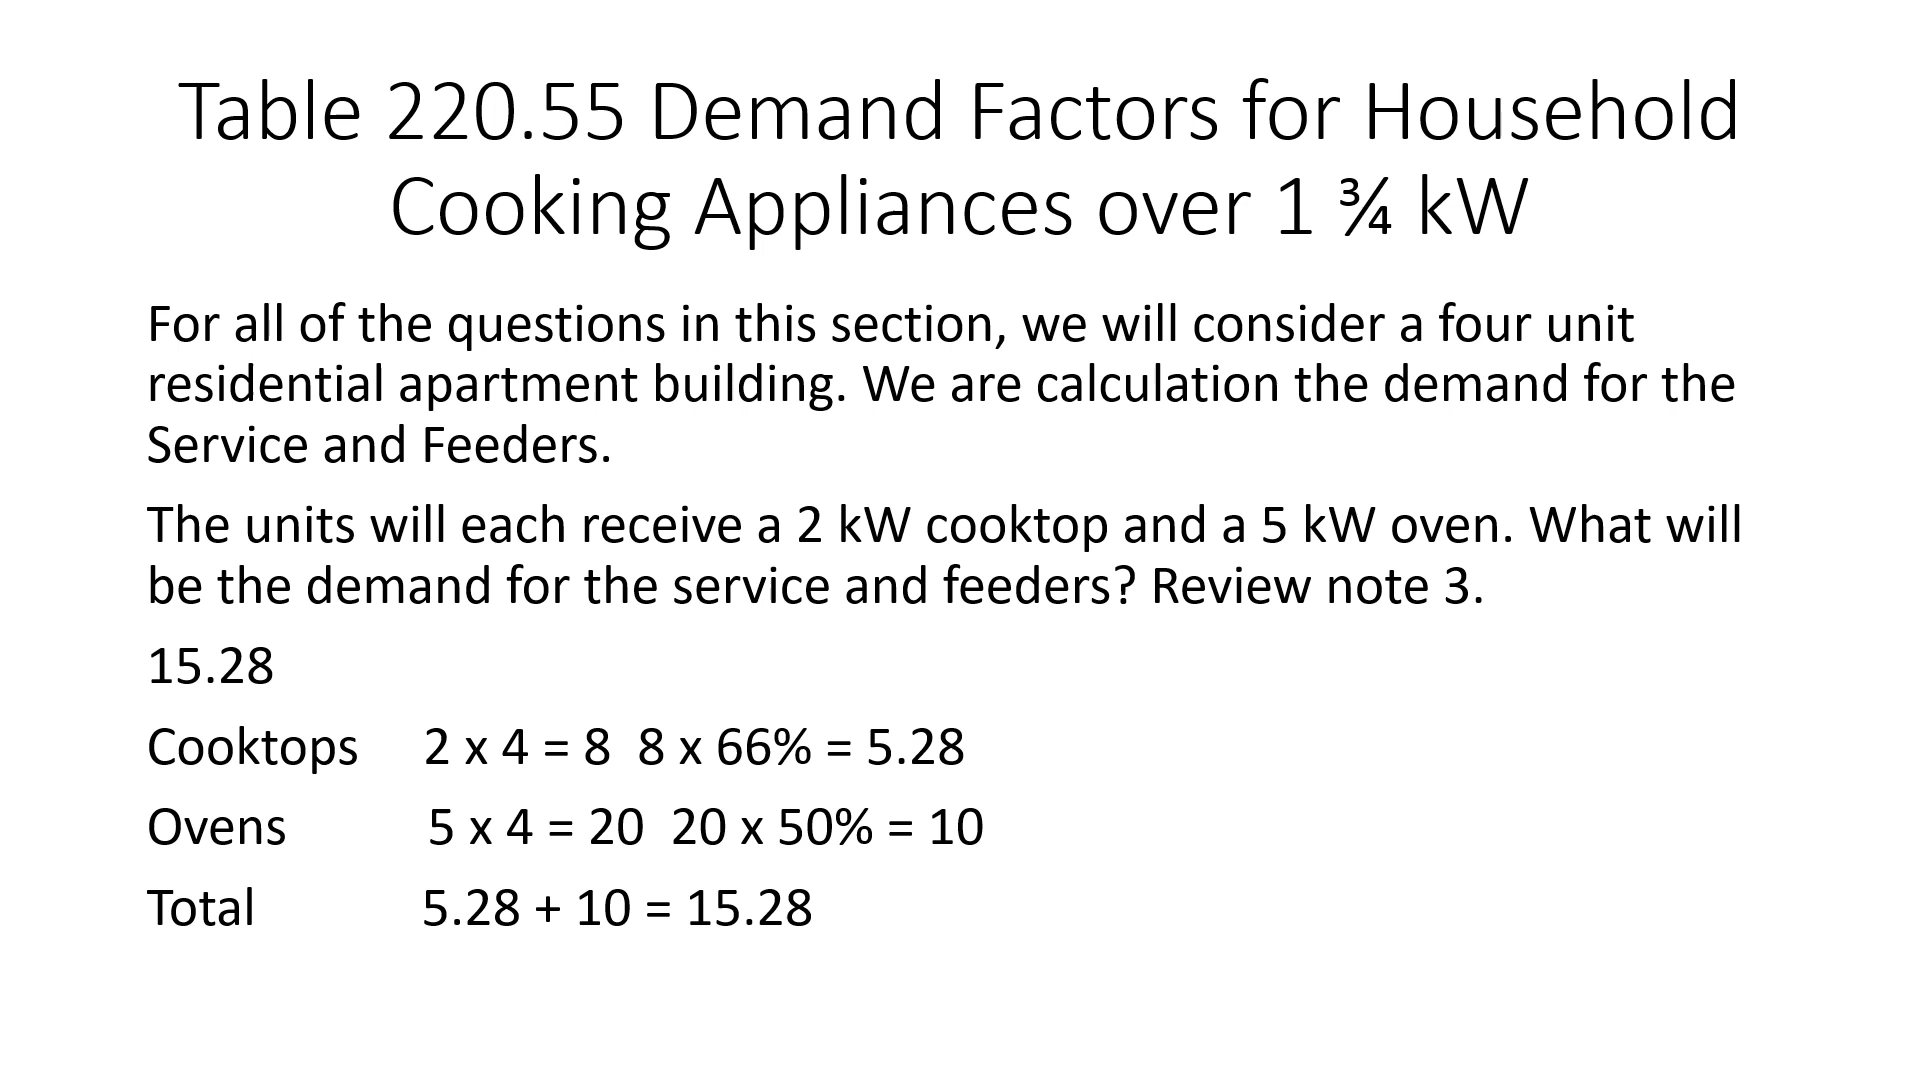 Table 220.55 Demand Factors for Household
Cooking Appliances over 1 ¾ kW
For all of the questions in this section, we will consider a four unit
residential apartment building. We are calculation the demand for the
Service and Feeders.
The units will each receive a 2 kW cooktop and a 5 kW oven. What will
be the demand for the service and feeders? Review note 3.
15.28
Cooktops 2 x 4 = 8 8 x 66% = 5.28
Ovens 5 x 4 = 20 20 x 50% = 10
Total 5.28 + 10 = 15.28